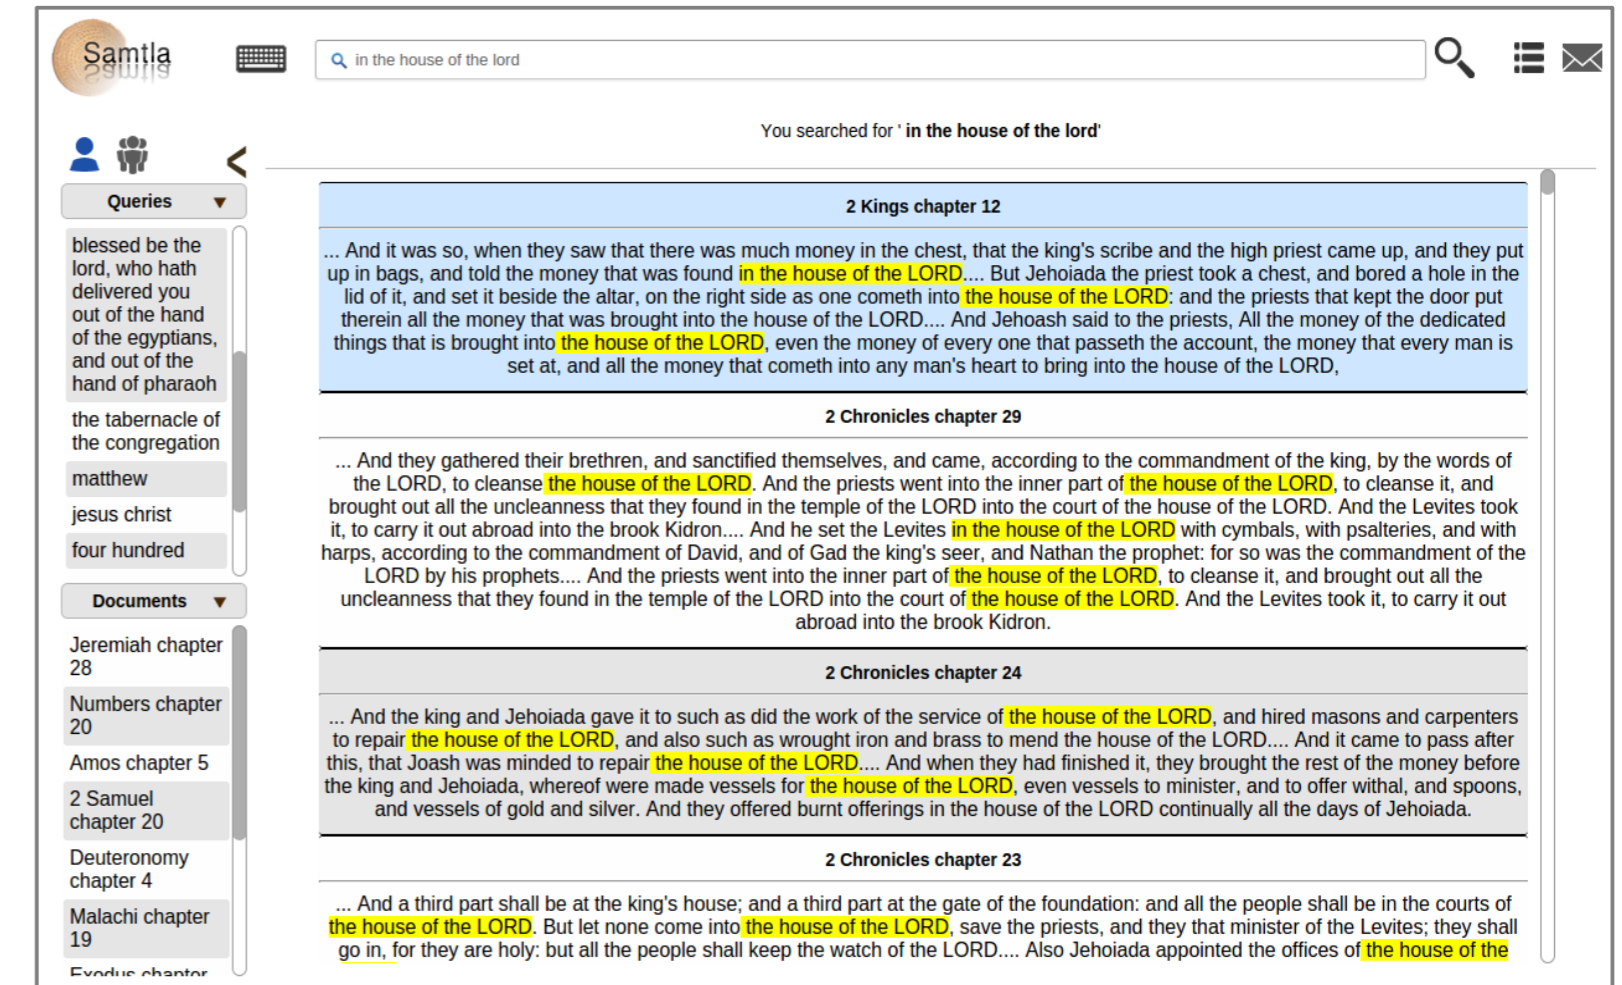 Samtla
in the house of the lord
You searched for ' in the house of the lord'
Queries
blessed be the
lord, who hath
delivered you
out of the hand
of the egyptians,
and out of the
hand of pharaoh
the tabernacle of
the congregation
matthew
jesus christ
four hundred
Documents
Jeremiah chapter
28
Numbers chapter
20
Amos chapter 5
2 Samuel
chapter 20
Deuteronomy
chapter 4
Malachi chapter
19
Exodus chapter
2 Kings chapter 12
... And it was so, when they saw that there was much money in the chest, that the king's scribe and the high priest came up, and they put
up in bags, and told the money that was found in the house of the LORD.... But Jehoiada the priest took a chest, and bored a hole in the
lid of it, and set it beside the altar, on the right side as one cometh into the house of the LORD: and the priests that kept the door put
therein all the money that was brought into the house of the LORD.... And Jehoash said to the priests, All the money of the dedicated
things that is brought into the house of the LORD, even the money of every one that passeth the account, the money that every man is
set at, and all the money that cometh into any man's heart to bring into the house of the LORD,
2 Chronicles chapter 29
... And they gathered their brethren, and sanctified themselves, and came, according to the commandment of the king, by the words of
the LORD, to cleanse the house of the LORD. And the priests went into the inner part of the house of the LORD, to cleanse it, and
brought out all the uncleanness that they found in the temple of the LORD into the court of the house of the LORD. And the Levites took
it, to carry it out abroad into the brook Kidron.... And he set the Levites in the house of the LORD with cymbals, with psalteries, and with
harps, according to the commandment of David, and of Gad the king's seer, and Nathan the prophet: for so was the commandment of the
LORD by his prophets.... And the priests went into the inner part of the house of the LORD, to cleanse it, and brought out all the
uncleanness that they found in the temple of the LORD into the court of the house of the LORD. And the Levites took it, to carry it out
abroad into the brook Kidron.
2 Chronicles chapter 24
... And the king and Jehoiada gave it to such as did the work of the service of the house of the LORD, and hired masons and carpenters
to repair the house of the LORD, and also such as wrought iron and brass to mend the house of the LORD.... And it came to pass after
this, that Joash was minded to repair the house of the LORD.... And when they had finished it, they brought the rest of the money before
the king and Jehoiada, whereof were made vessels for the house of the LORD, even vessels to minister, and to offer withal, and spoons,
and vessels of gold and silver. And they offered burnt offerings in the house of the LORD continually all the days of Jehoiada.
2 Chronicles chapter 23
... And a third part shall be at the king's house; and a third part at the gate of the foundation: and all the people shall be in the courts of
the house of the LORD. But let none come into the house of the LORD, save the priests, and they that minister of the Levites; they shall
go in, for they are holy: but all the people shall keep the watch of the LORD.... Also Jehoiada appointed the offices of the house of the